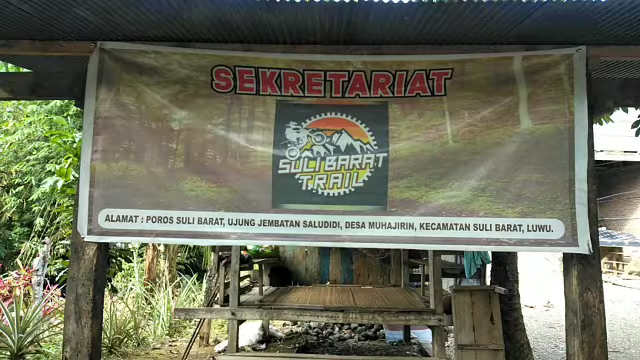 SEKRETARIAT
SULI BARAT
TRAIL
ALAMAT : POROS SULI BARAT, UJUNG JEMBATAN SALUDIDI, DESA MUHAJIRIN, KECAMATAN SULI BARAT, LUWU.